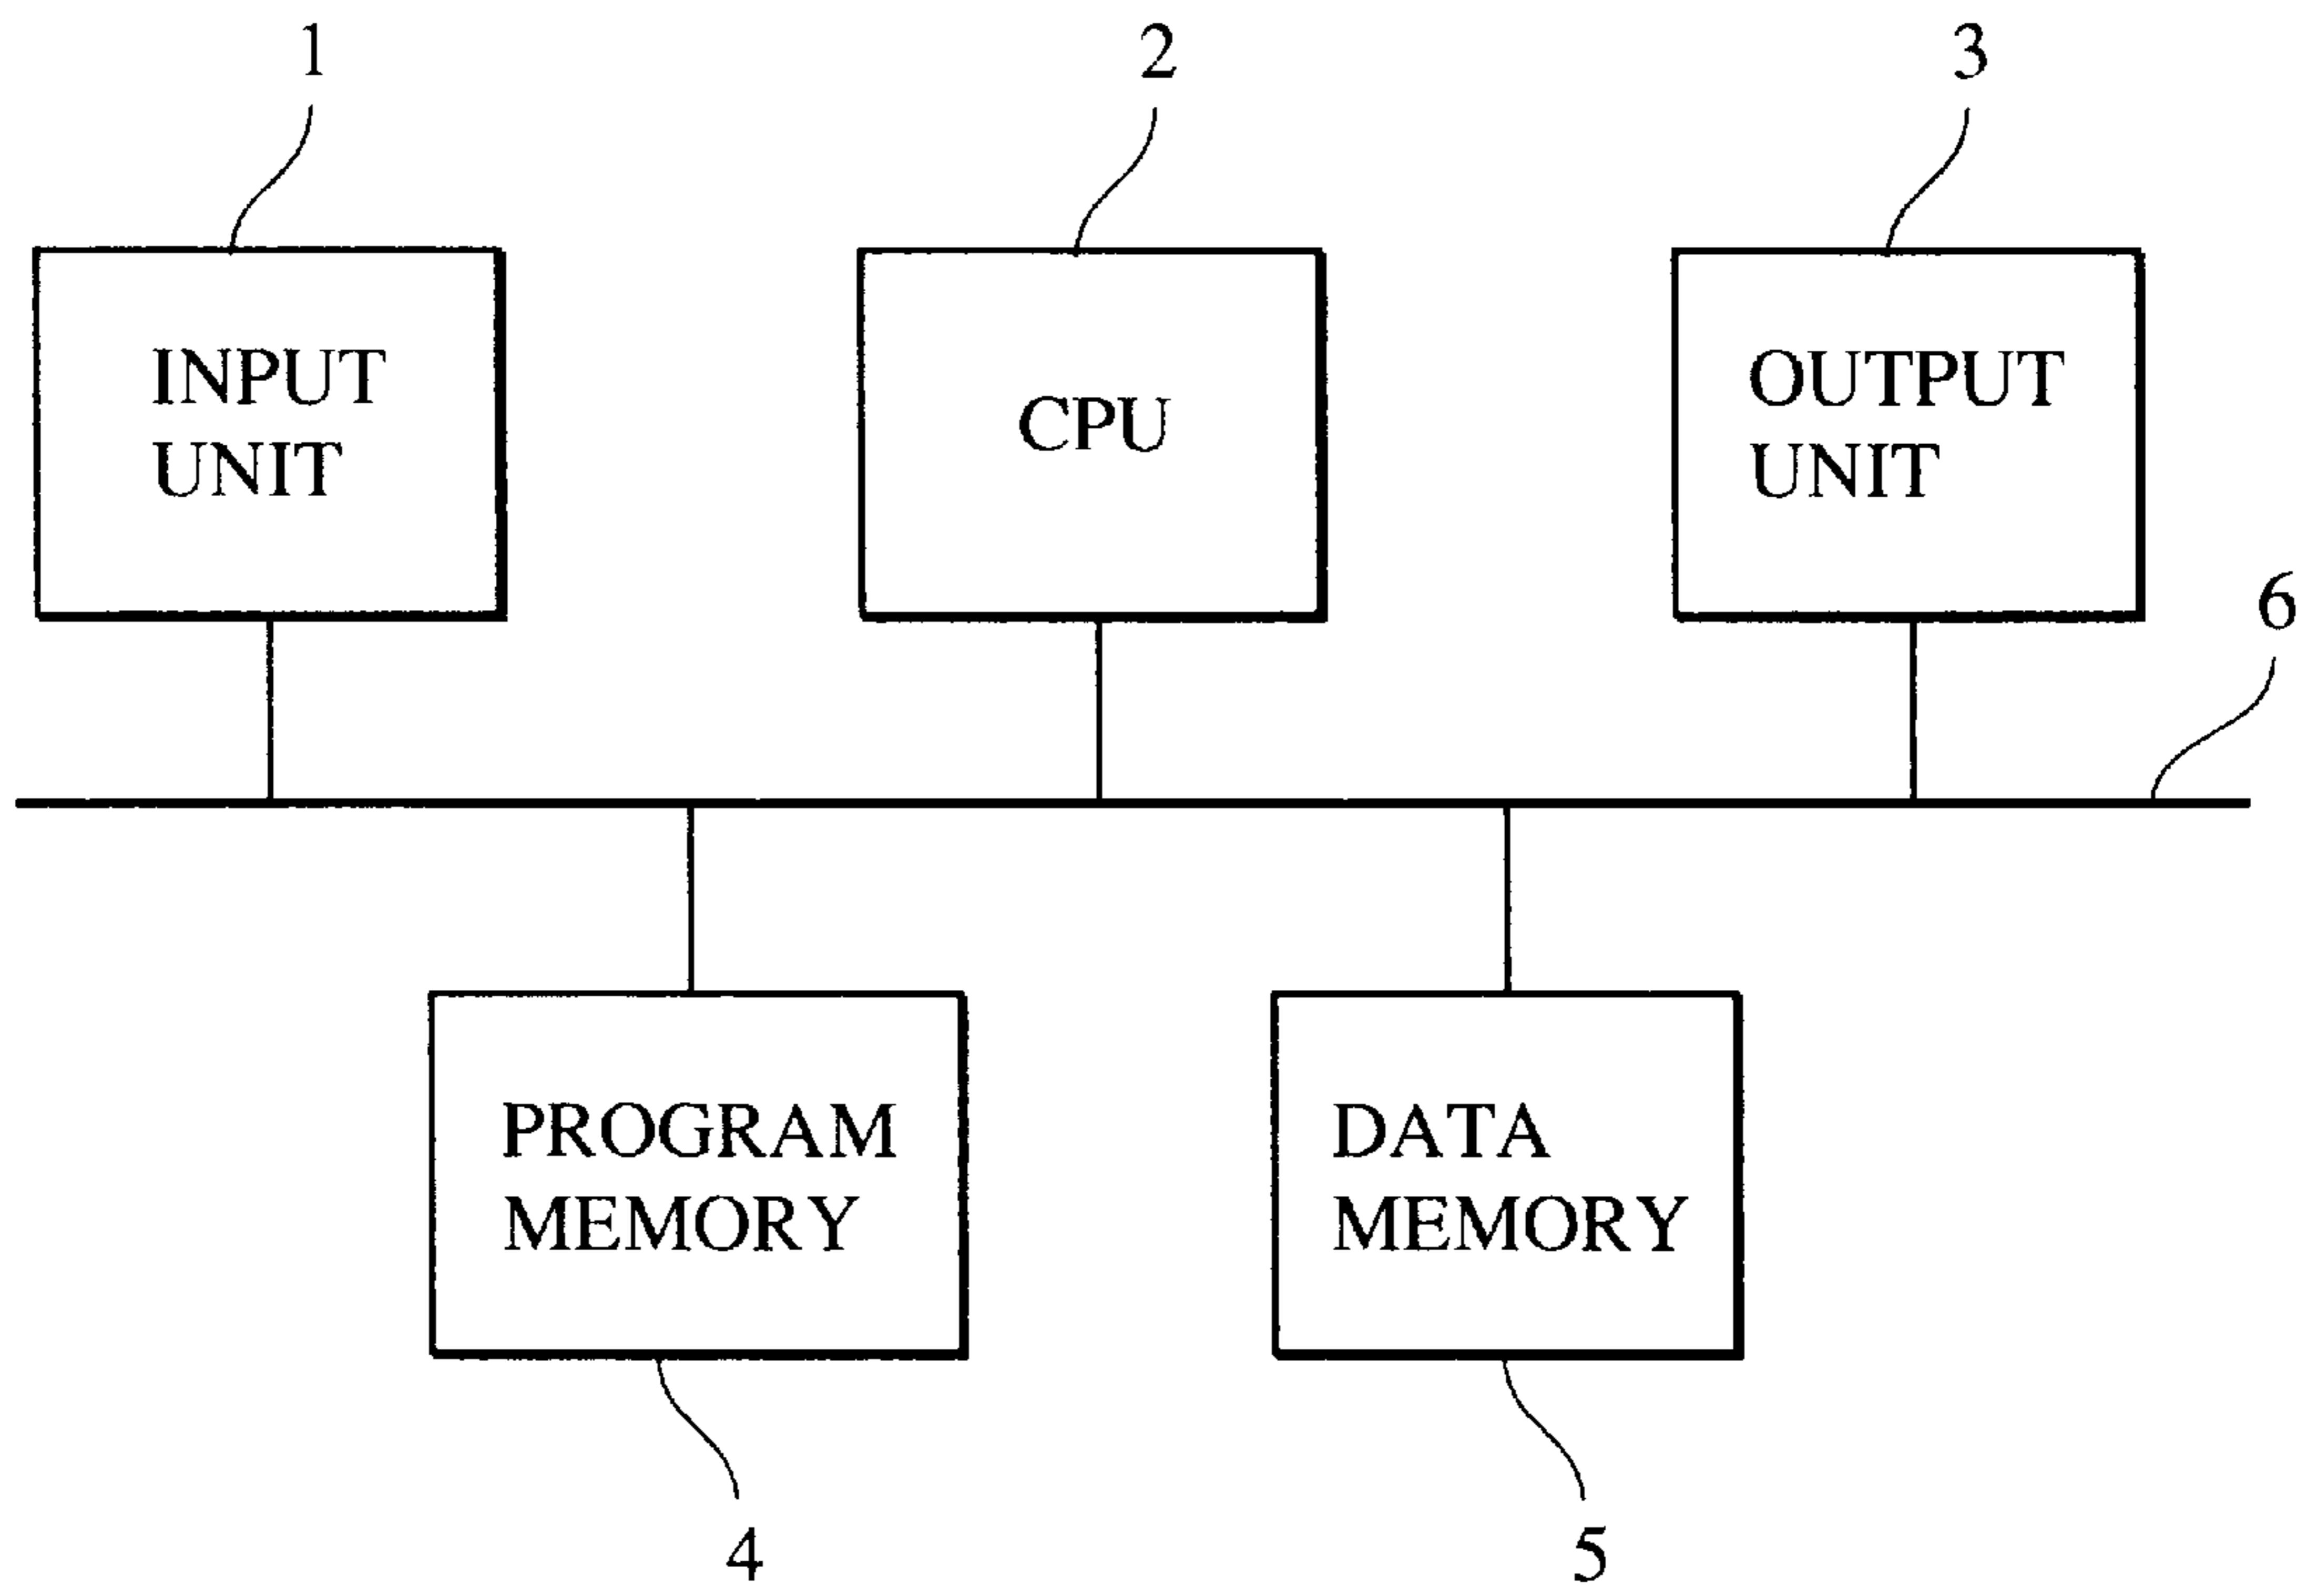 1
2
3
INPUT
UNIT
CPU
OUTPUT
UNIT
6
PROGRAM
MEMORY
DATA
MEMORY
4
5